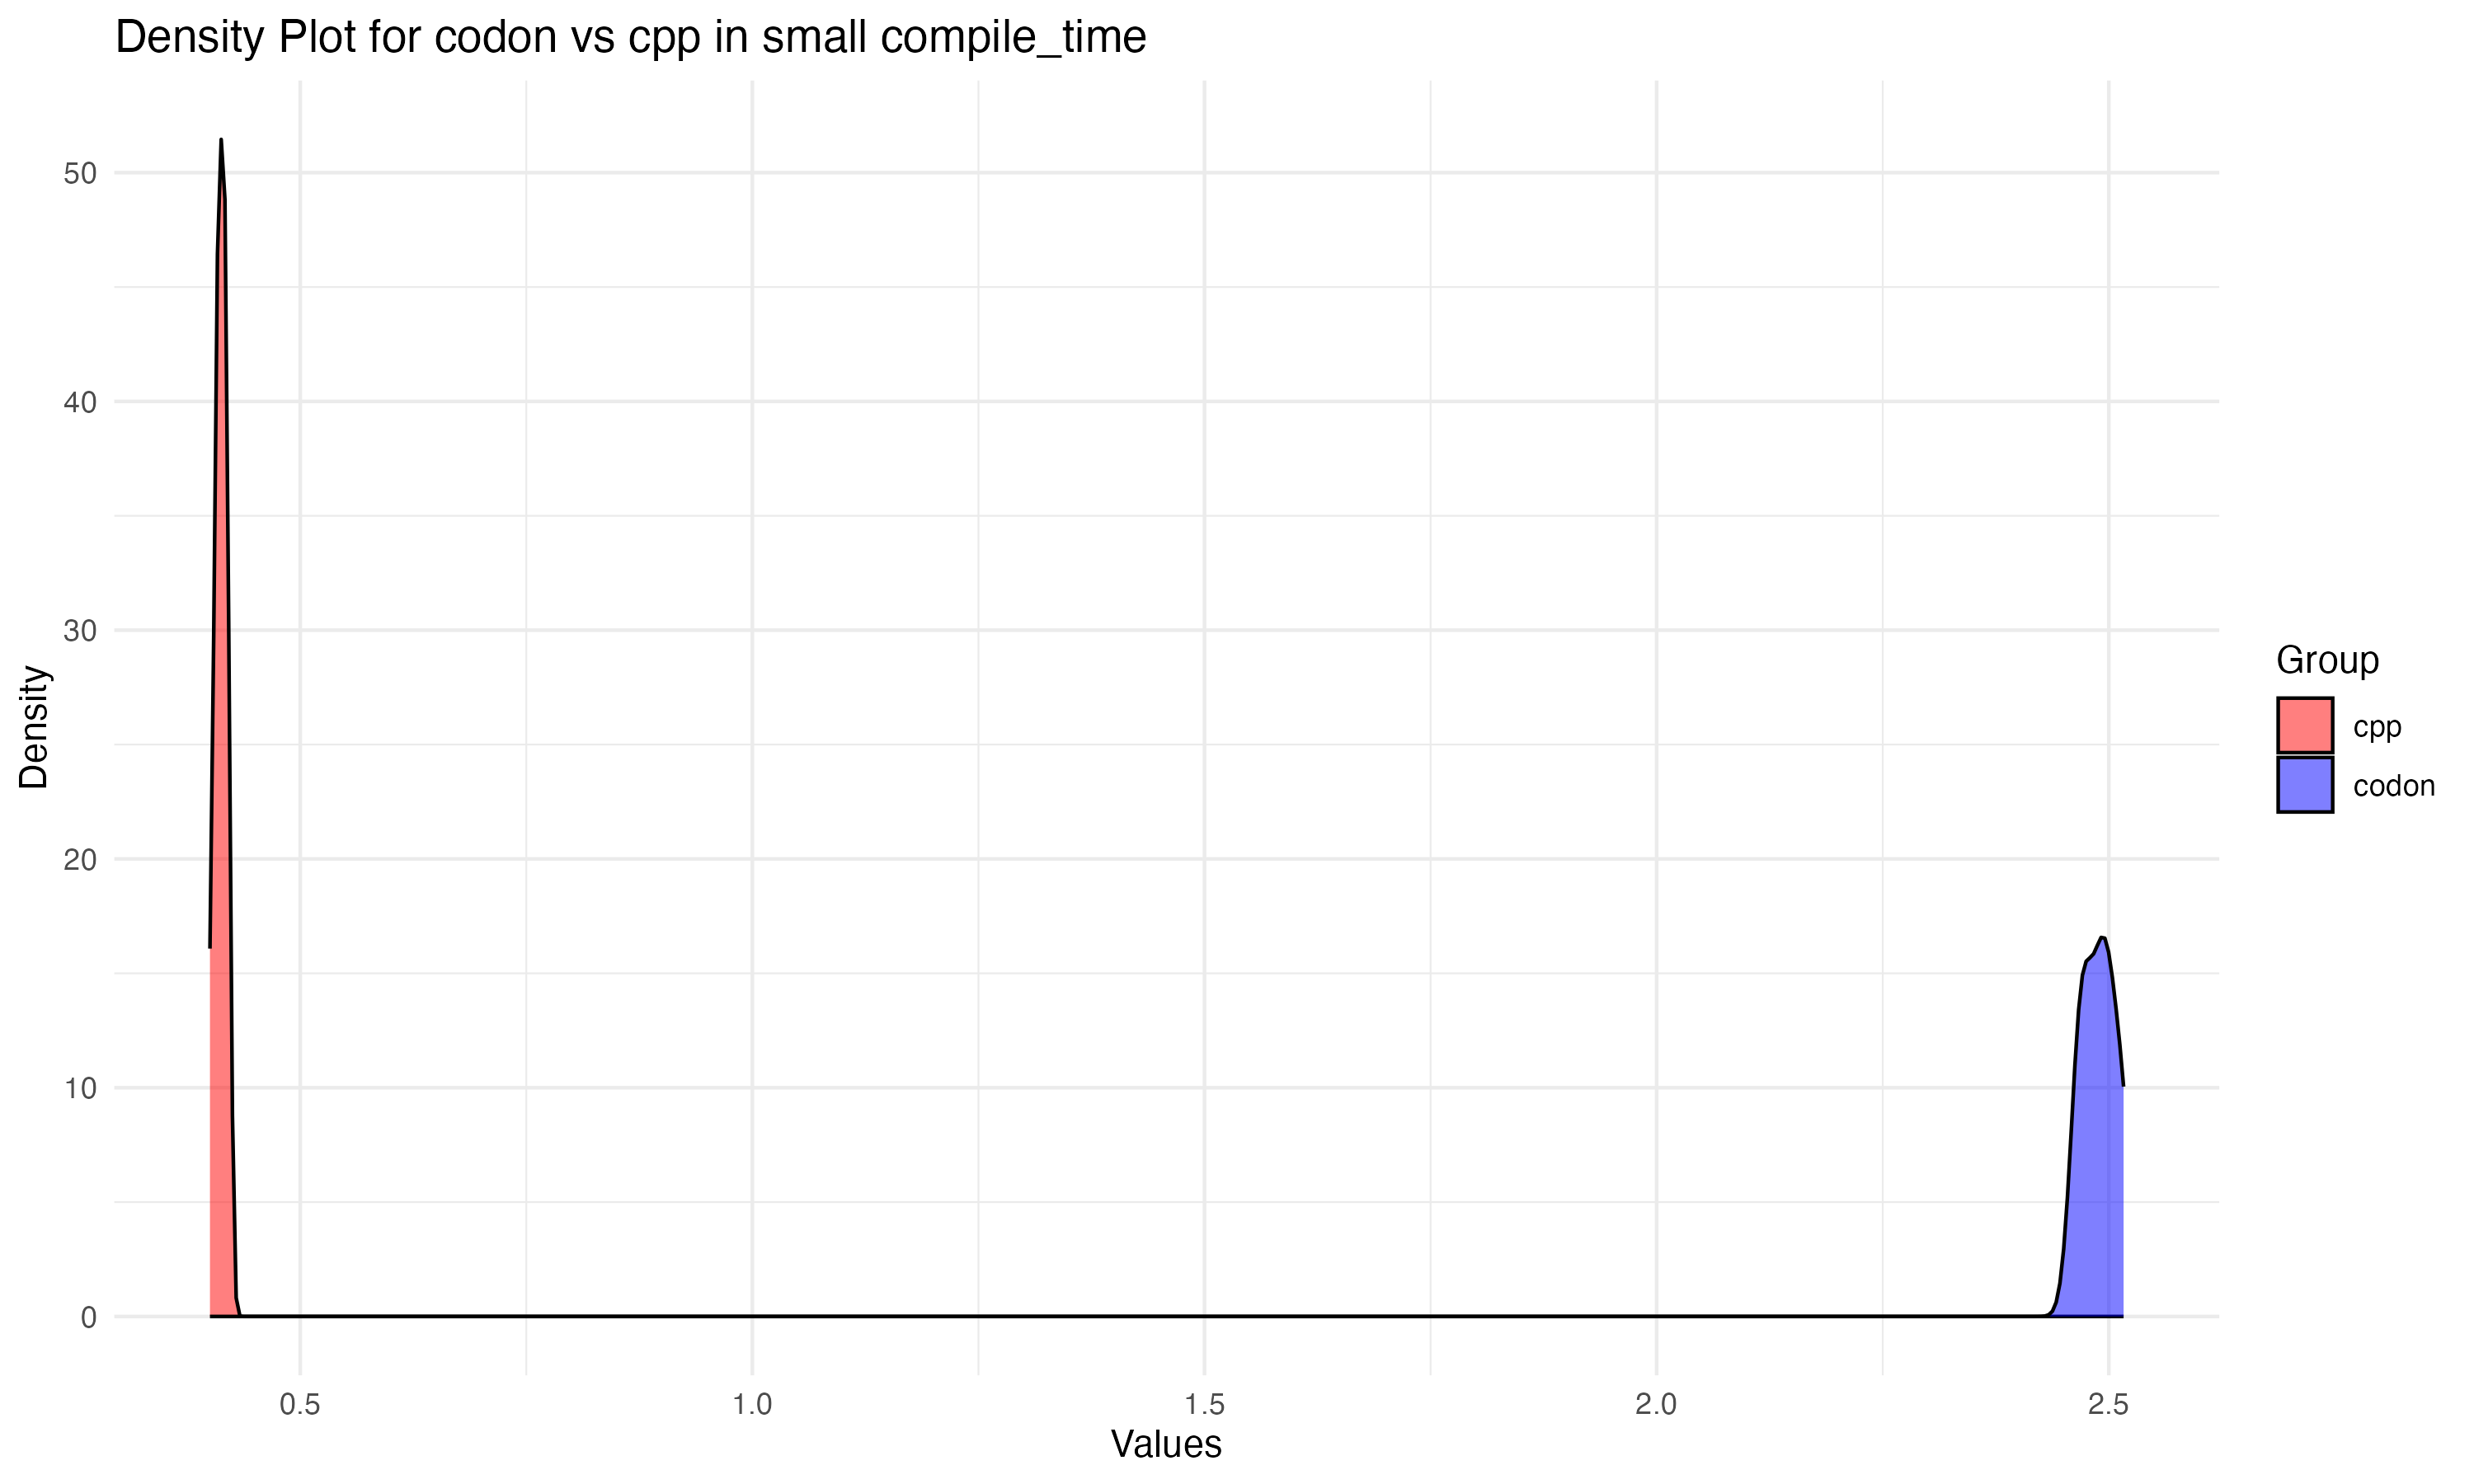 Density Plot for codon vs cpp in small compile_time
50
40
30
20
10
0
Density
0.5 1.0 1.5 2.0 2.5
Values
Group
cpp
codon